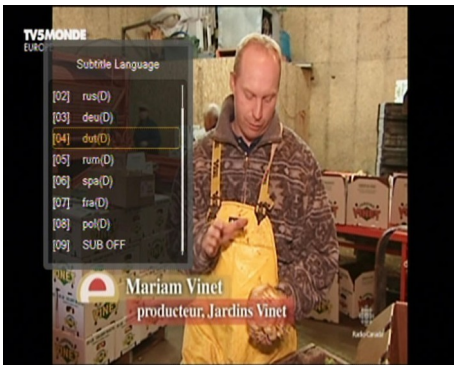 TV5MONDE
EURO
Subtitle Language
[02] rus(D)
[03] deu(D)
[04] dut(D)
[05] rum(D)
[06] spa(D)
[07] fra(D)
[08] pol(D)
[09] SUB OFF
Mariam Vinet
producteur, Jardins Vinet
Radio-Canada